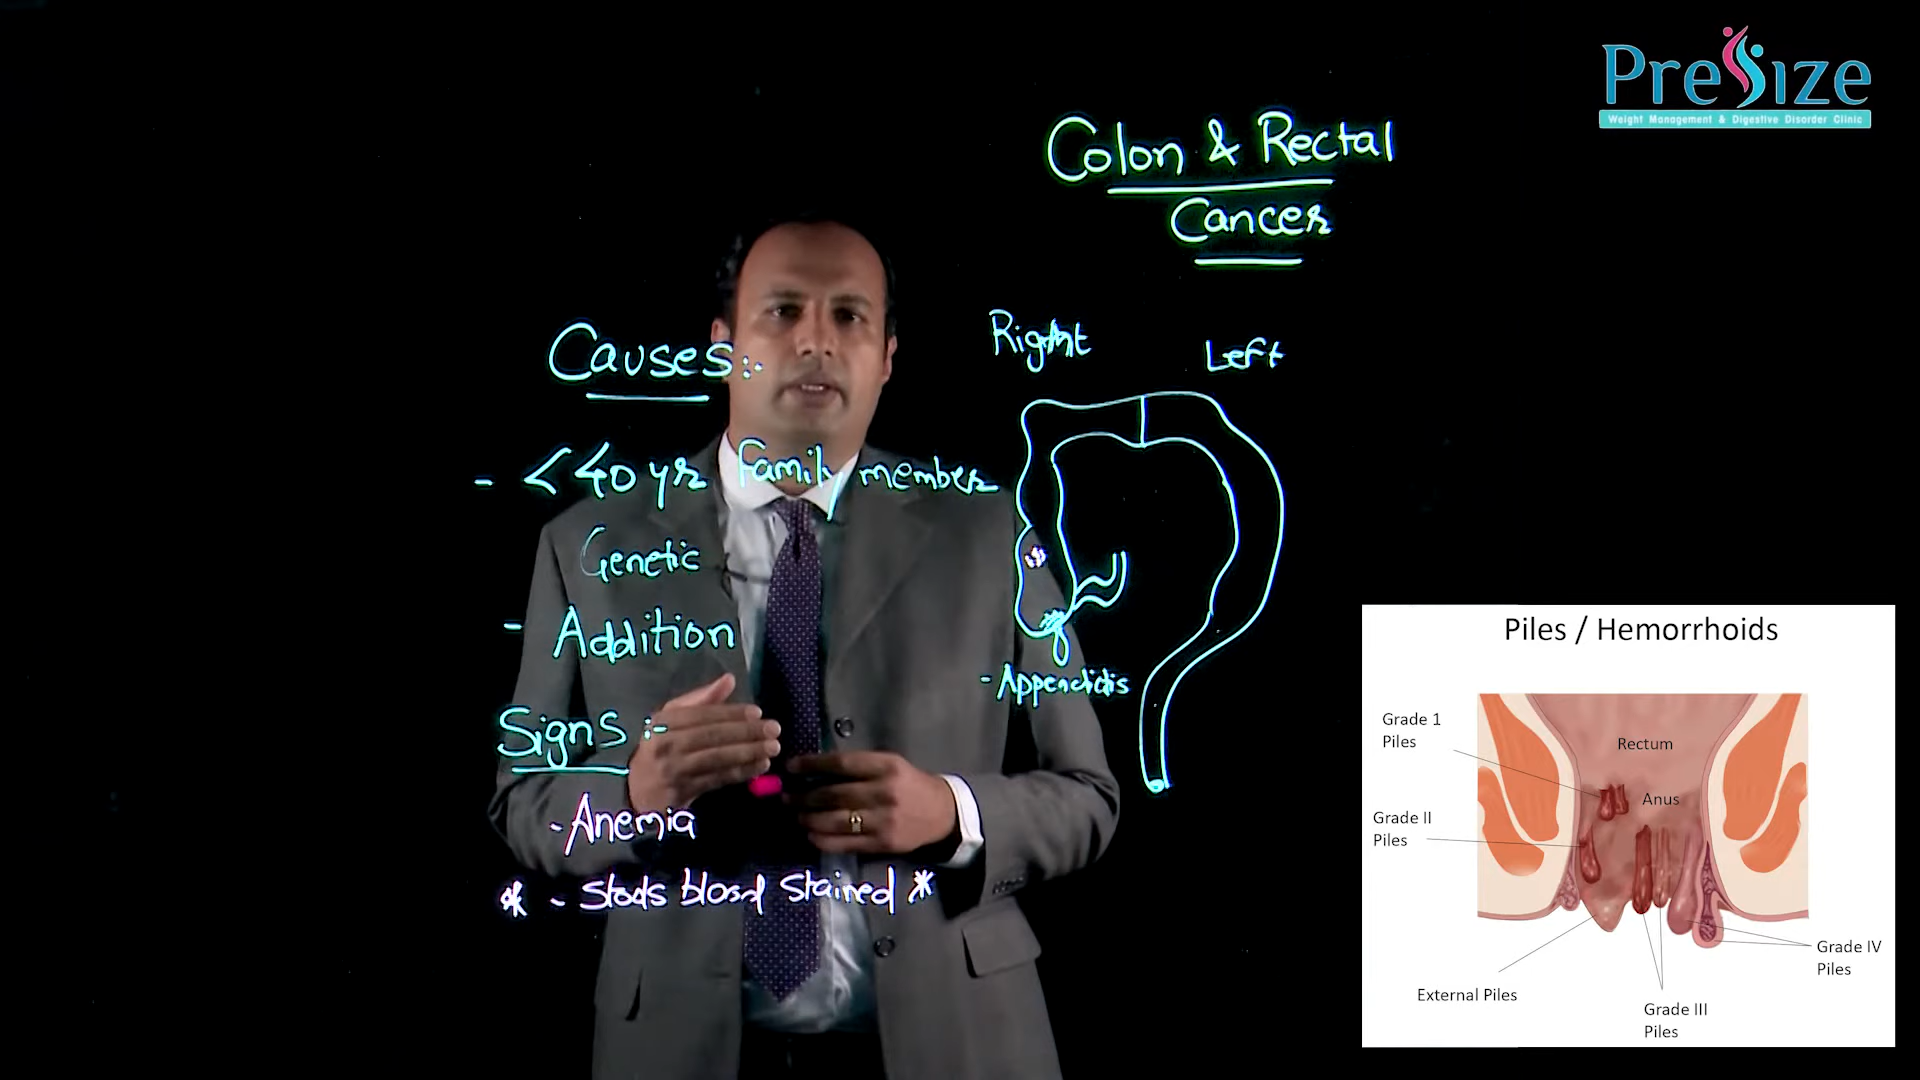 PreSize
Weight Management & Digestive Disorder Clinic
Colon & Rectal
Cancer
Causes:-
- <40 yr Family member
Genetic
- Addition
Signs :-
- Anemia
* - Stools blood stained *
Right
Left
- Appendicitis
Piles / Hemorrhoids
Grade 1
Piles
Rectum
Anus
Grade II
Piles
Grade IV
Piles
External Piles
Grade III
Piles